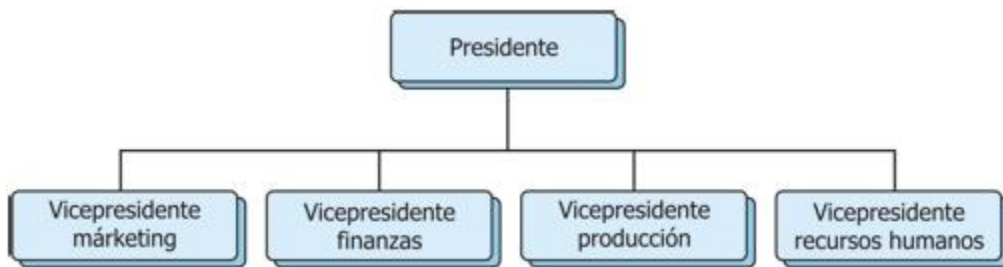 Presidente
Vicepresidente
márketing
Vicepresidente
finanzas
Vicepresidente
producción
Vicepresidente
recursos humanos